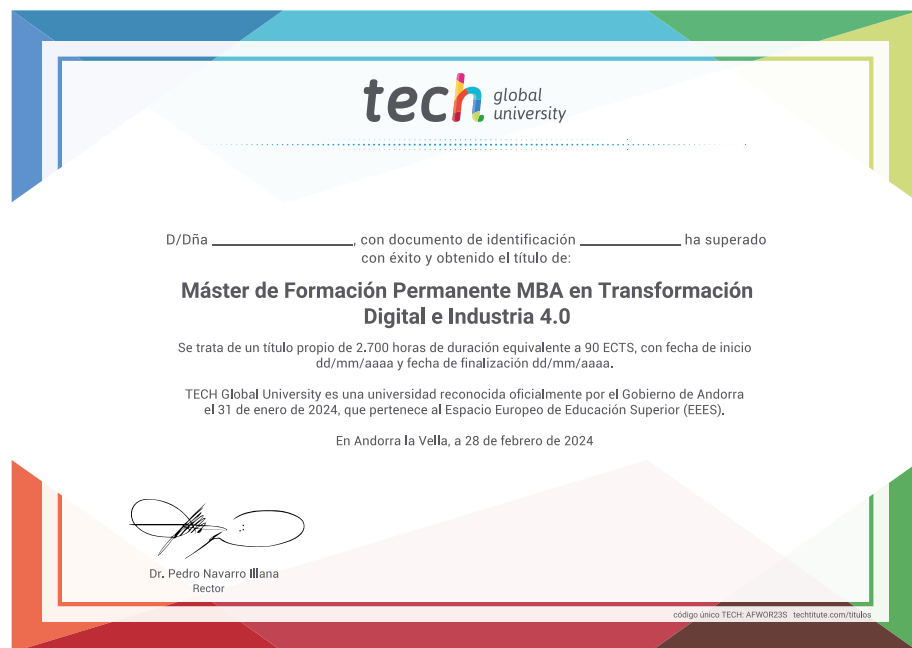 tech global
university
D/Dña ___________________, con documento de identificación _____________ ha superado
con éxito y obtenido el título de:
Máster de Formación Permanente MBA en Transformación
Digital e Industria 4.0
Se trata de un título propio de 2.700 horas de duración equivalente a 90 ECTS, con fecha de inicio
dd/mm/aaaa y fecha de finalización dd/mm/aaaa.
TECH Global University es una universidad reconocida oficialmente por el Gobierno de Andorra
el 31 de enero de 2024, que pertenece al Espacio Europeo de Educación Superior (EEES).
En Andorra la Vella, a 28 de febrero de 2024
Dr. Pedro Navarro Illana
Rector
código único TECH: AFWOR23S techtitute.com/titulos